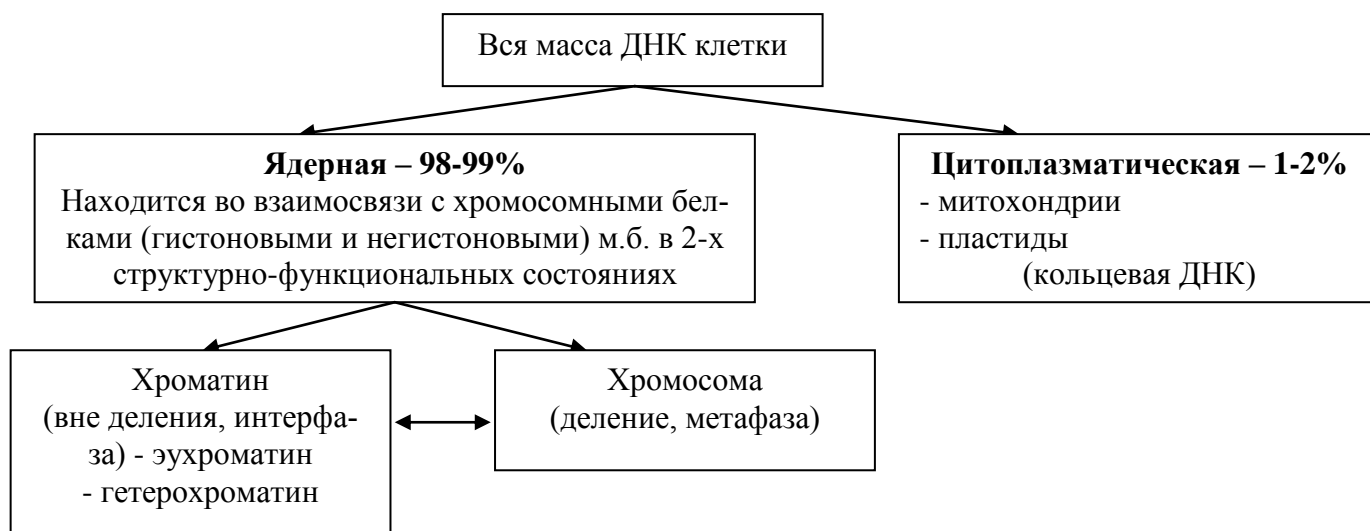 Вся масса ДНК клетки
Ядерная – 98-99%
Находится во взаимосвязи с хромосомными бел-
ками (гистоновыми и негистоновыми) м.б. в 2-х
структурно-функциональных состояниях
Цитоплазматическая – 1-2%
- митохондрии
- пластиды
(кольцевая ДНК)
Хроматин
(вне деления, интерфа-
за) - эухроматин
- гетерохроматин
Хромосома
(деление, метафаза)